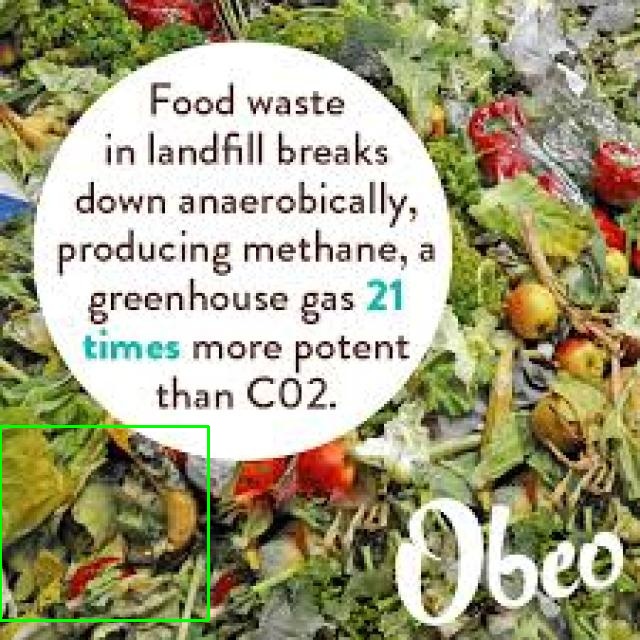 Food waste
in landfill breaks
down anaerobically,
producing methane, a
greenhouse gas 21
times more potent
than C02.
Obeo